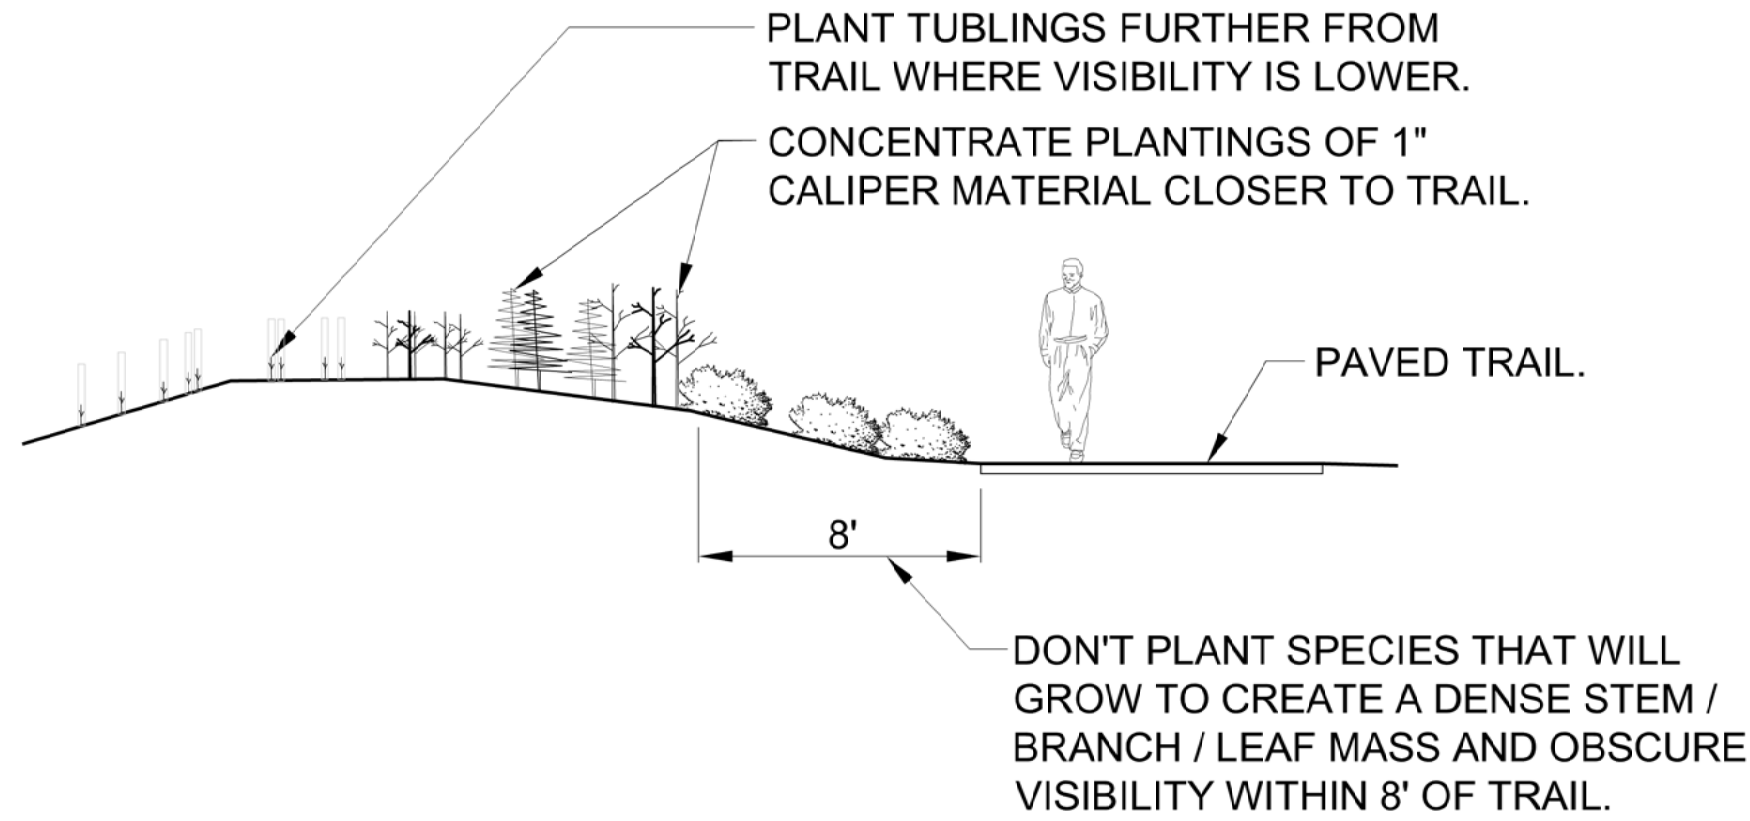 PLANT TUBLINGS FURTHER FROM
TRAIL WHERE VISIBILITY IS LOWER.
CONCENTRATE PLANTINGS OF 1"
CALIPER MATERIAL CLOSER TO TRAIL.
PAVED TRAIL.
8'
DON'T PLANT SPECIES THAT WILL
GROW TO CREATE A DENSE STEM /
BRANCH / LEAF MASS AND OBSCURE
VISIBILITY WITHIN 8' OF TRAIL.